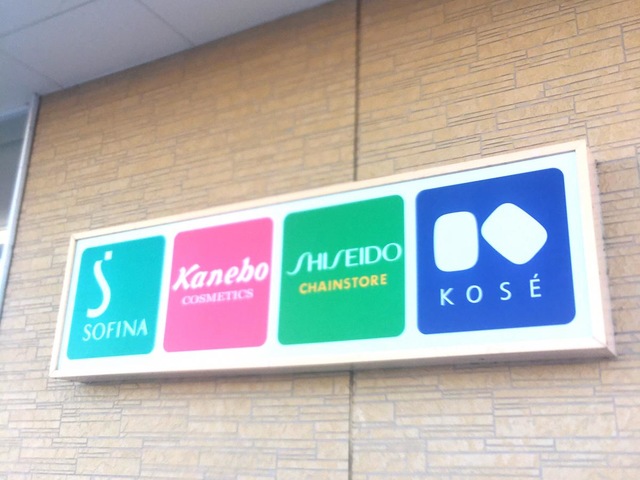 SOFINA
Kanebo
COSMETICS
SHISEIDO
CHAINSTORE
KOSÉ